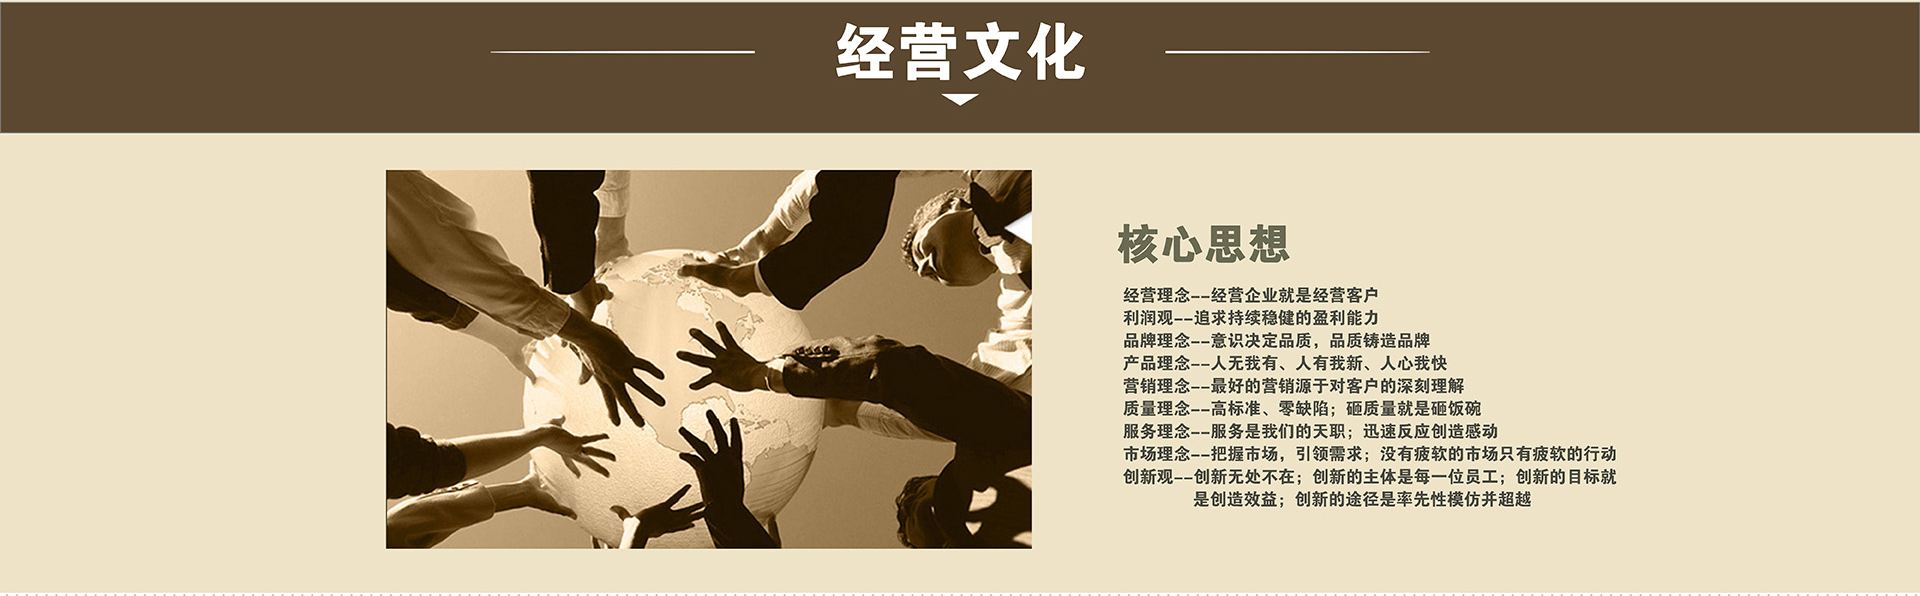 经营文化
核心思想
经营理念--经营企业就是经营客户
利润观--追求持续稳健的盈利能力
品牌理念--意识决定品质，品质铸造品牌
产品理念--人无我有、人有我新、人心我快
营销理念--最好的营销源于对客户的深刻理解
质量理念--高标准、零缺陷；砸质量就是砸饭碗
服务理念--服务是我们的天职；迅速反应创造感动
市场理念--把握市场，引领需求；没有疲软的市场只有疲软的行动
创新观--创新无处不在；创新的主体是每一位员工；创新的目标就
是创造效益；创新的途径是率先性模仿并超越